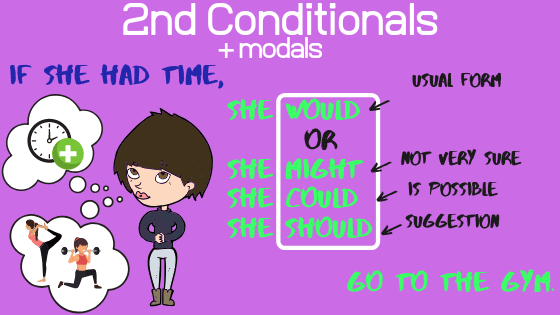 2nd Conditionals
+ modals
IF SHE HAD TIME,
USUAL FORM
SHE WOULD
OR
SHE MIGHT
NOT VERY SURE
SHE COULD
IS POSSIBLE
SHE SHOULD
SUGGESTION
GO TO THE GYM.